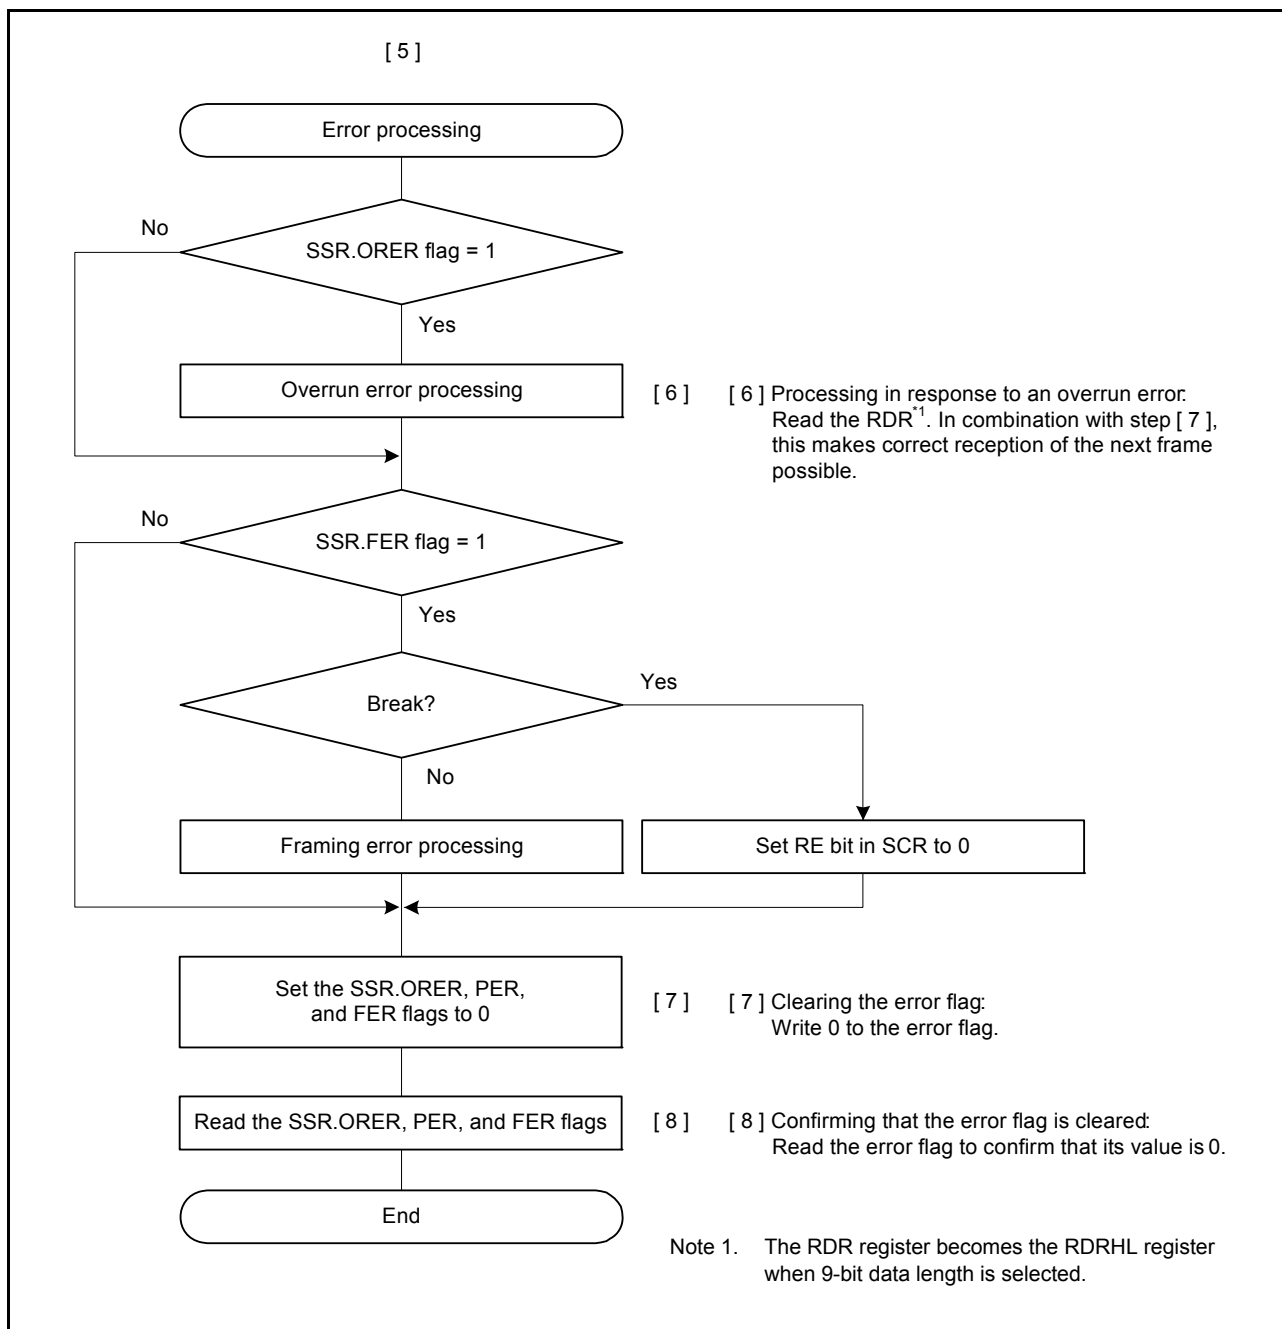 [ 5 ]
Error processing
No
SSR.ORER flag = 1
Yes
Overrun error processing
[ 6 ]
[ 6 ] Processing in response to an overrun error:
Read the RDR*1. In combination with step [ 7 ],
this makes correct reception of the next frame
possible.
No
SSR.FER flag = 1
Yes
Break?
Yes
No
Framing error processing
Set RE bit in SCR to 0
Set the SSR.ORER, PER,
and FER flags to 0
[ 7 ]
[ 7 ] Clearing the error flag:
Write 0 to the error flag.
Read the SSR.ORER, PER, and FER flags
[ 8 ]
[ 8 ] Confirming that the error flag is cleared:
Read the error flag to confirm that its value is 0.
End
Note 1. The RDR register becomes the RDRHL register
when 9-bit data length is selected.